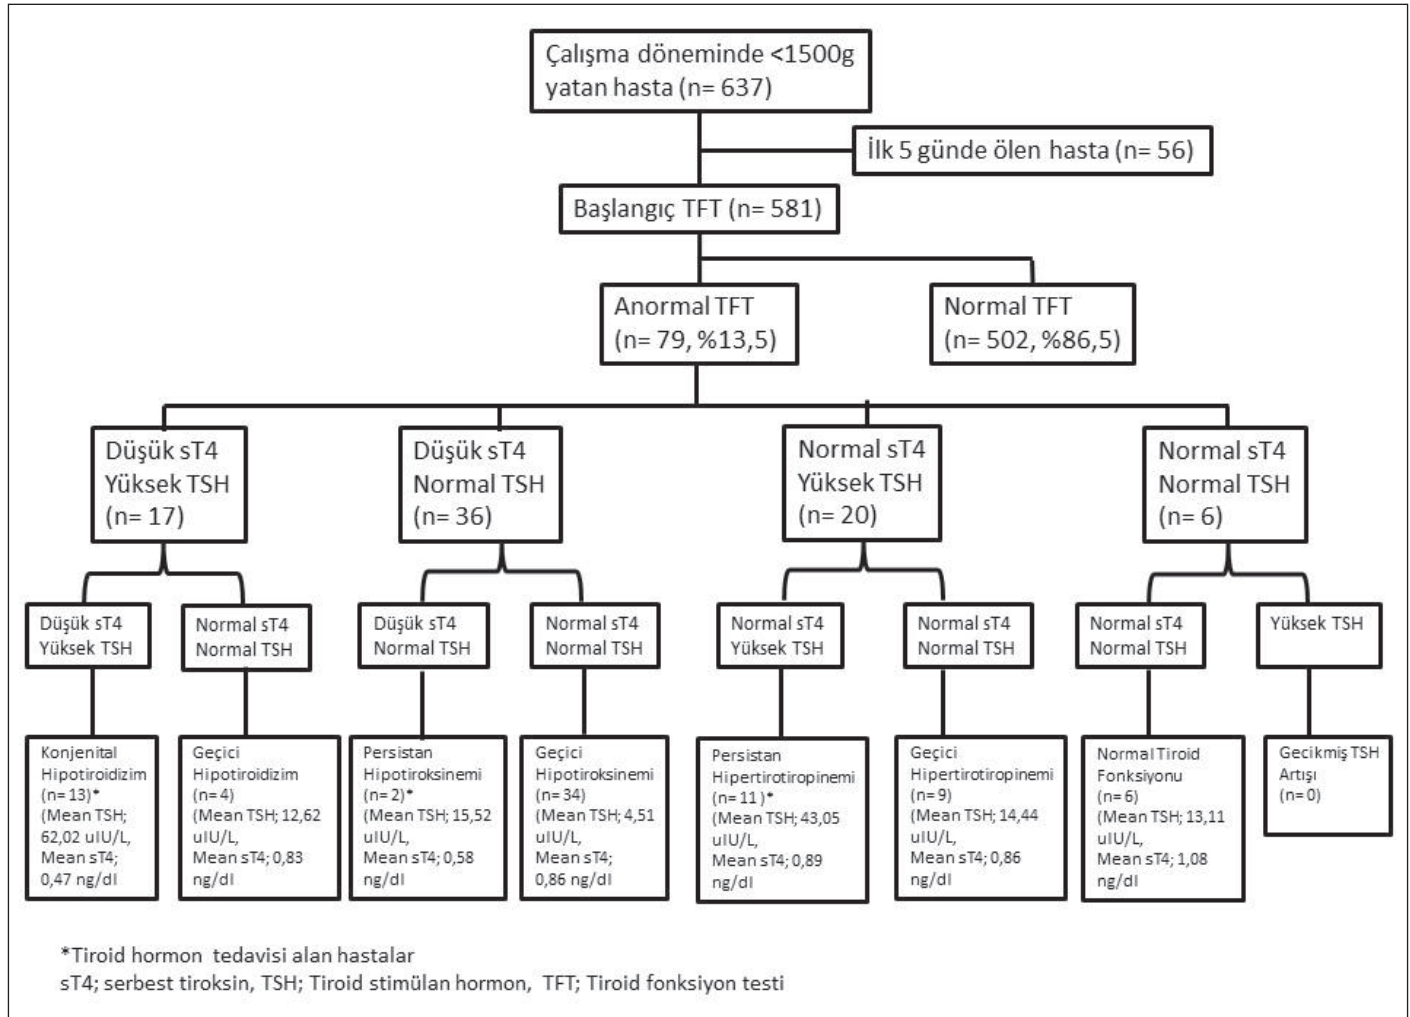 Çalışma döneminde <1500g
yatan hasta (n= 637)
İlk 5 günde ölen hasta (n= 56)
Başlangıç TFT (n= 581)
Anormal TFT
(n= 79, %13,5)
Normal TFT
(n= 502, %86,5)
Düşük sT4
Yüksek TSH
(n= 17)
Düşük sT4
Normal TSH
(n= 36)
Normal sT4
Yüksek TSH
(n= 20)
Normal sT4
Normal TSH
(n= 6)
Düşük sT4
Yüksek TSH
Normal sT4
Normal TSH
Düşük sT4
Normal TSH
Normal sT4
Normal TSH
Normal sT4
Yüksek TSH
Normal sT4
Normal TSH
Normal sT4
Normal TSH
Yüksek TSH
Konjenital
Hipotiroidizim
(n= 13)*
(Mean TSH;
62,02 uIU/L,
Mean sT4;
0,47 ng/dl
Geçici
Hipotiroidizim
(n= 4)
(Mean TSH; 12,62
uIU/L,
Mean sT4; 0,83
ng/dl
Persistan
Hipotiroksinemi
(n= 2)*
(Mean TSH; 15,52
uIU/L,
Mean sT4; 0,58
ng/dl
Geçici
Hipotiroksinemi
(n= 34)
(Mean TSH; 4,51
uIU/L,
Mean sT4;
0,86 ng/dl
Persistan
Hipertirotiropinemi
(n= 11 )*
(Mean TSH; 43,05
uIU/L,
Mean sT4; 0,89
ng/dl
Geçici
Hipertirotiropinemi
(n= 9)
(Mean TSH; 14,44
uIU/L,
Mean sT4; 0,86
ng/dl
Normal Tiroid
Fonksiyonu
(n= 6)
(Mean TSH; 13,11
uIU/L,
Mean sT4; 1,08
ng/dl
Gecikmiş TSH
Artışı
(n= 0)
*Tiroid hormon tedavisi alan hastalar
sT4; serbest tiroksin, TSH; Tiroid stimülan hormon, TFT; Tiroid fonksiyon testi